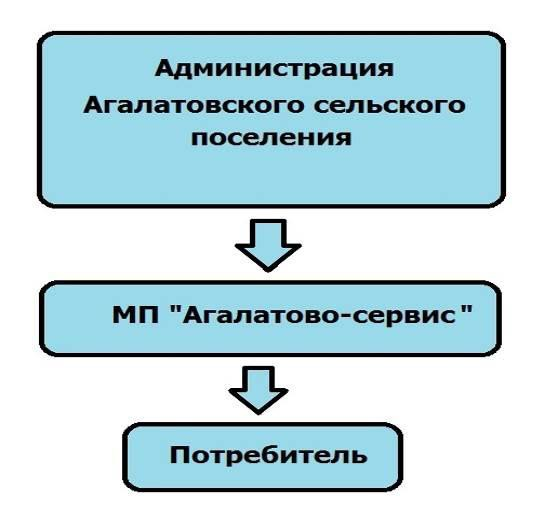 Администрация
Агалатовского сельского
поселения
МП "Агалатово-сервис"
Потребитель